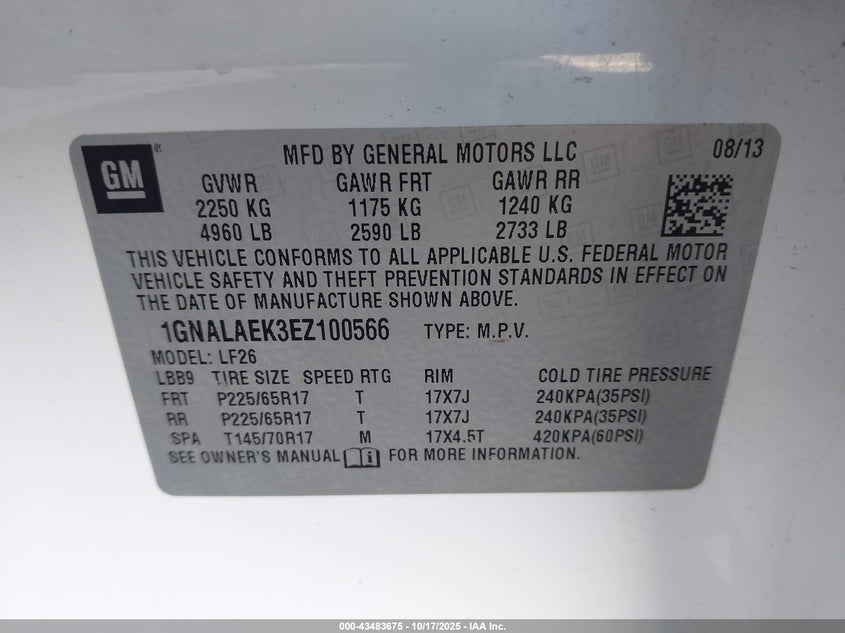 GM MFD BY GENERAL MOTORS LLC 08/13
GVWR GAWR FRT GAWR RR
2250 KG 1175 KG 1240 KG
4960 LB 2590 LB 2733 LB
THIS VEHICLE CONFORMS TO ALL APPLICABLE U.S. FEDERAL MOTOR
VEHICLE SAFETY AND THEFT PREVENTION STANDARDS IN EFFECT ON
THE DATE OF MANUFACTURE SHOWN ABOVE.
1GNALAEK3EZ100566 TYPE: M.P.V.
MODEL: LF26
LBB9 TIRE SIZE SPEED RTG RIM COLD TIRE PRESSURE
FRT P225/65R17 T 17X7J 240KPA(35PSI)
RR P225/65R17 T 17X7J 240KPA(35PSI)
SPA T145/70R17 M 17X4.5T 420KPA(60PSI)
SEE OWNER'S MANUAL FOR MORE INFORMATION.
000-43483675 - 10/17/2025 - IAA Inc.